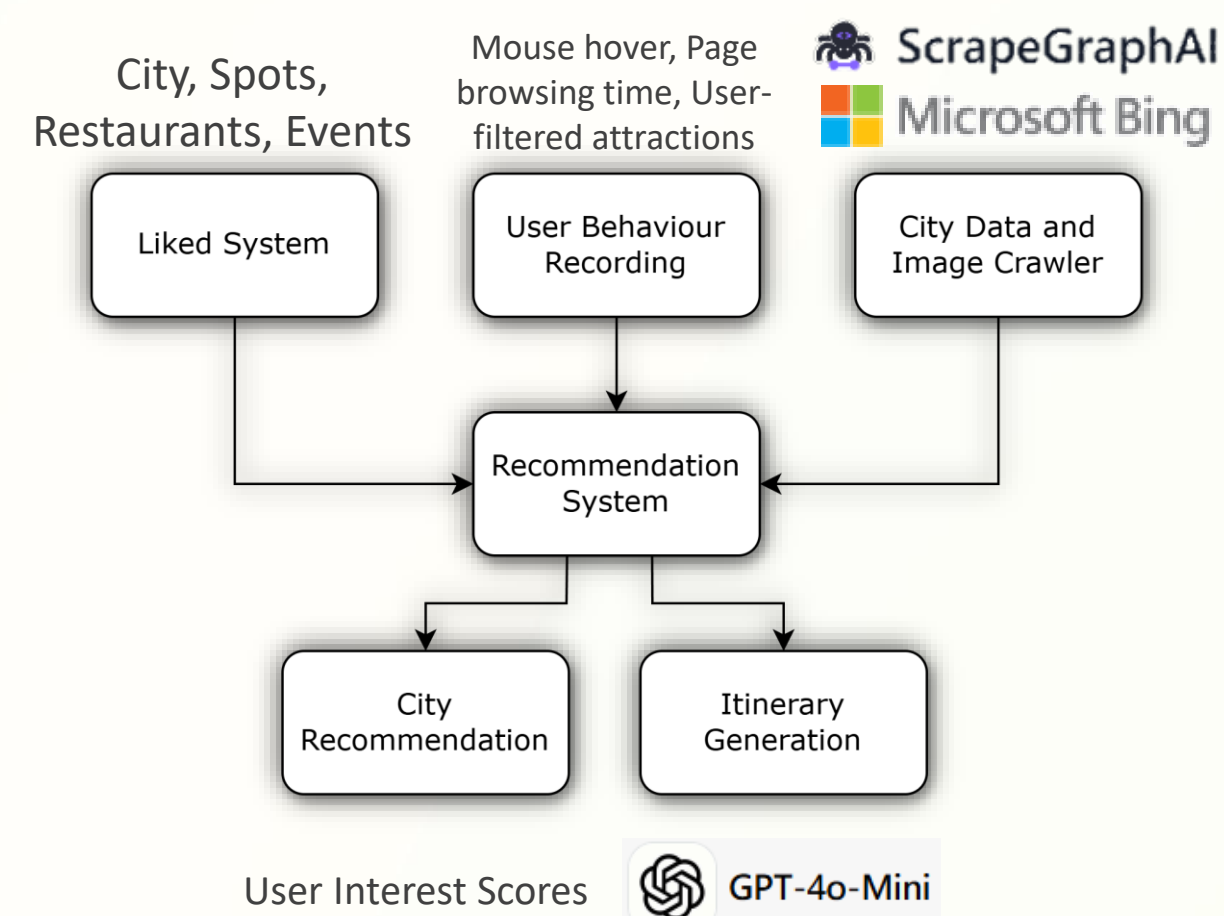 City, Spots,
Restaurants, Events
Mouse hover, Page
browsing time, User-
filtered attractions
ScrapeGraphAI
Microsoft Bing
Liked System
User Behaviour
Recording
City Data and
Image Crawler
Recommendation
System
City
Recommendation
Itinerary
Generation
User Interest Scores
GPT-4o-Mini